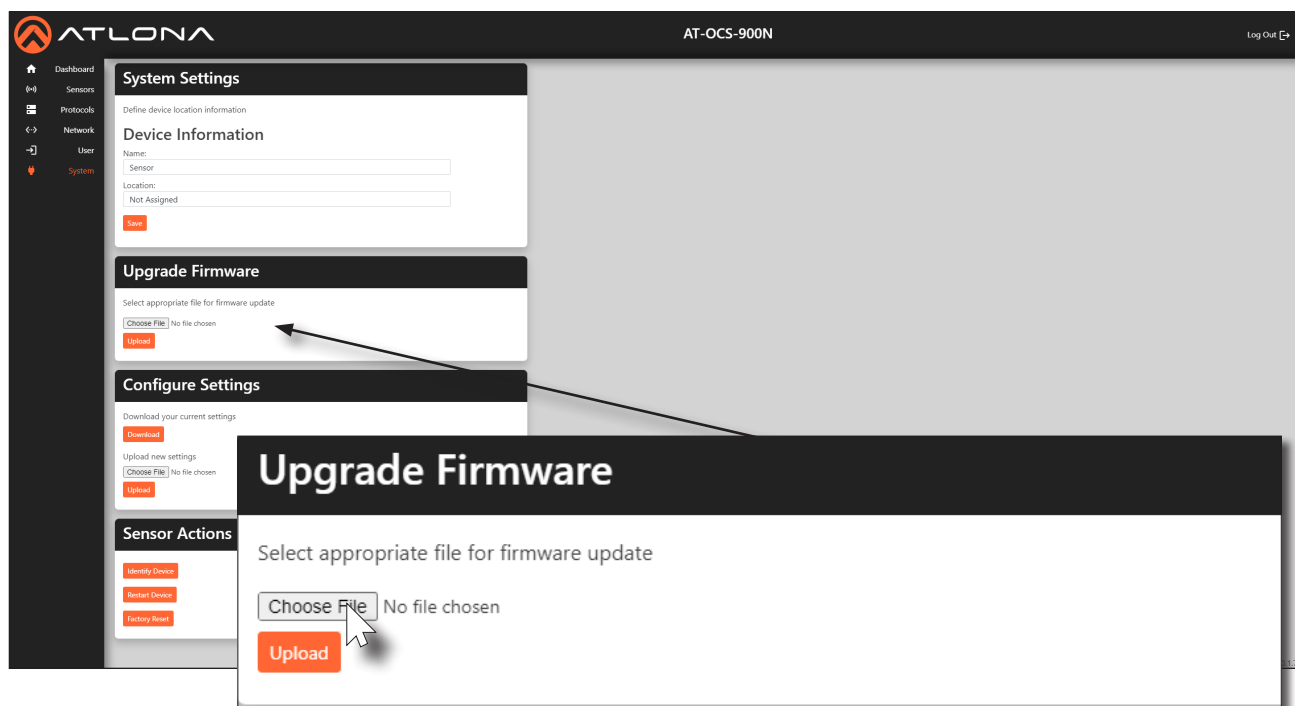 ATLONA
AT-OCS-900N
Log Out
Dashboard
Sensors
Protocols
Network
User
System
System Settings
Define device location information
Device Information
Name:
Sensor
Location:
Not Assigned
Save
Upgrade Firmware
Select appropriate file for firmware update
Choose File No file chosen
Upload
Configure Settings
Download your current settings
Download
Upload new settings
Choose File No file chosen
Upload
Sensor Actions
Identify Device
Restart Device
Factory Reset
Upgrade Firmware
Select appropriate file for firmware update
Choose File No file chosen
Upload